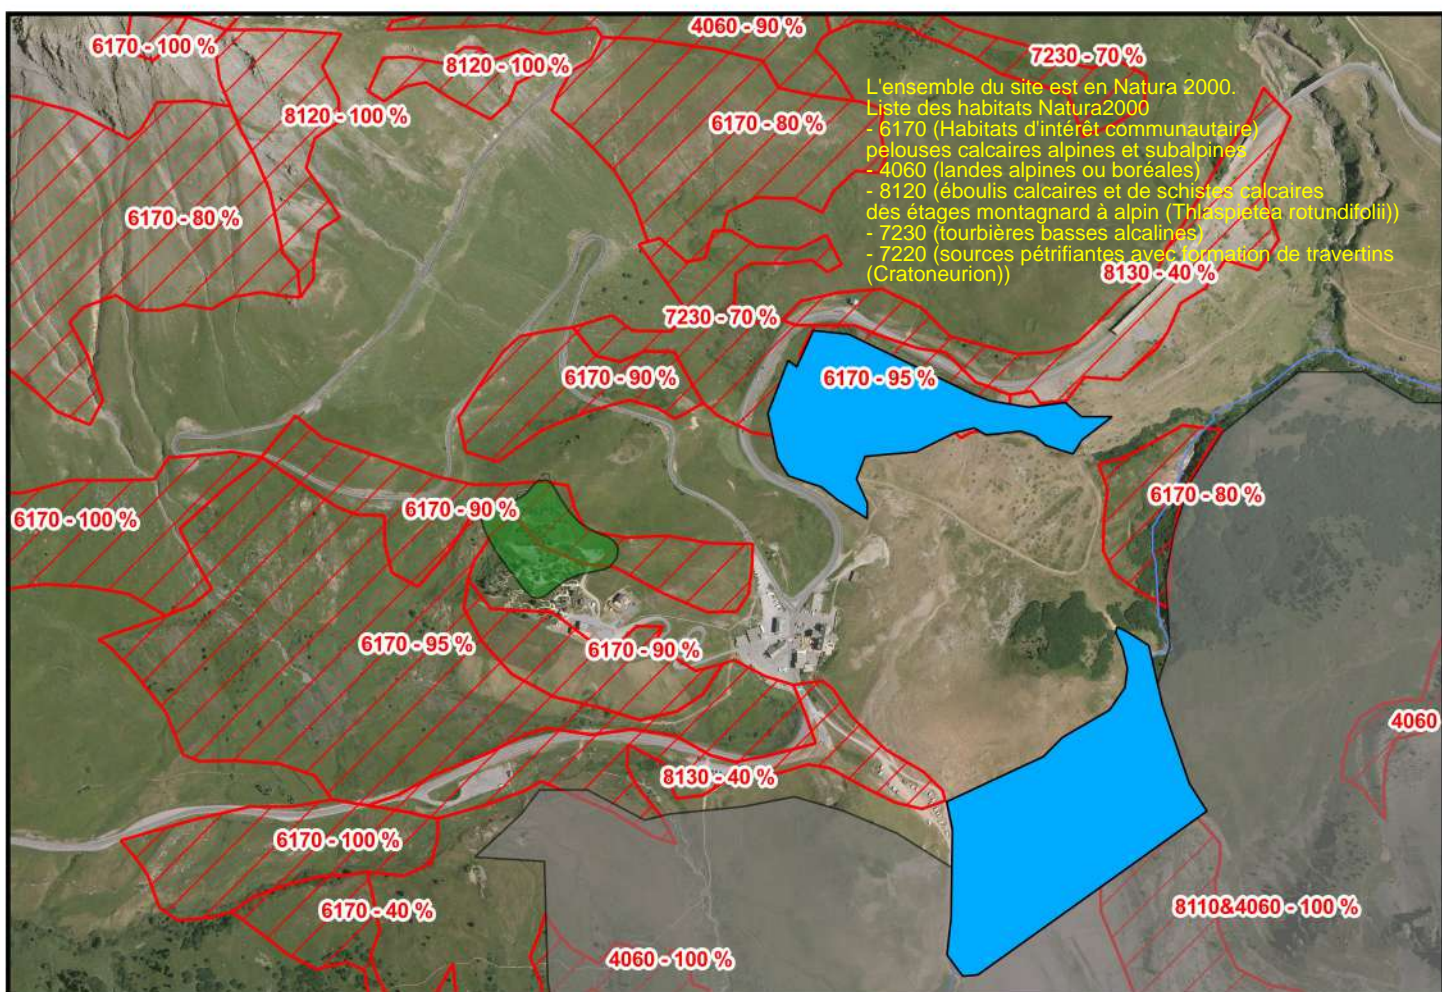 4060 - 90 %
6170 - 100 %
7230 - 70 %
8120 - 100 %
L'ensemble du site est en Natura 2000.
Liste des habitats Natura2000
- 6170 (Habitats d'intérêt communautaire)
pelouses calcaires alpines et subalpines
- 4060 (landes alpines ou boréales)
- 8120 (éboulis calcaires et de schistes calcaires
des étages montagnard à alpin (Thlaspietea rotundifolii))
- 7230 (tourbières basses alcalines)
- 7220 (sources pétrifiantes avec formation de travertins
(Cratoneurion))
8120 - 100 %
6170 - 80 %
6170 - 80 %
8130 - 40 %
7230 - 70 %
6170 - 90 %
6170 - 95 %
6170 - 80 %
6170 - 90 %
6170 - 100 %
6170 - 95 %
6170 - 90 %
4060
8130 - 40 %
6170 - 100 %
6170 - 40 %
8110&4060 - 100 %
4060 - 100 %